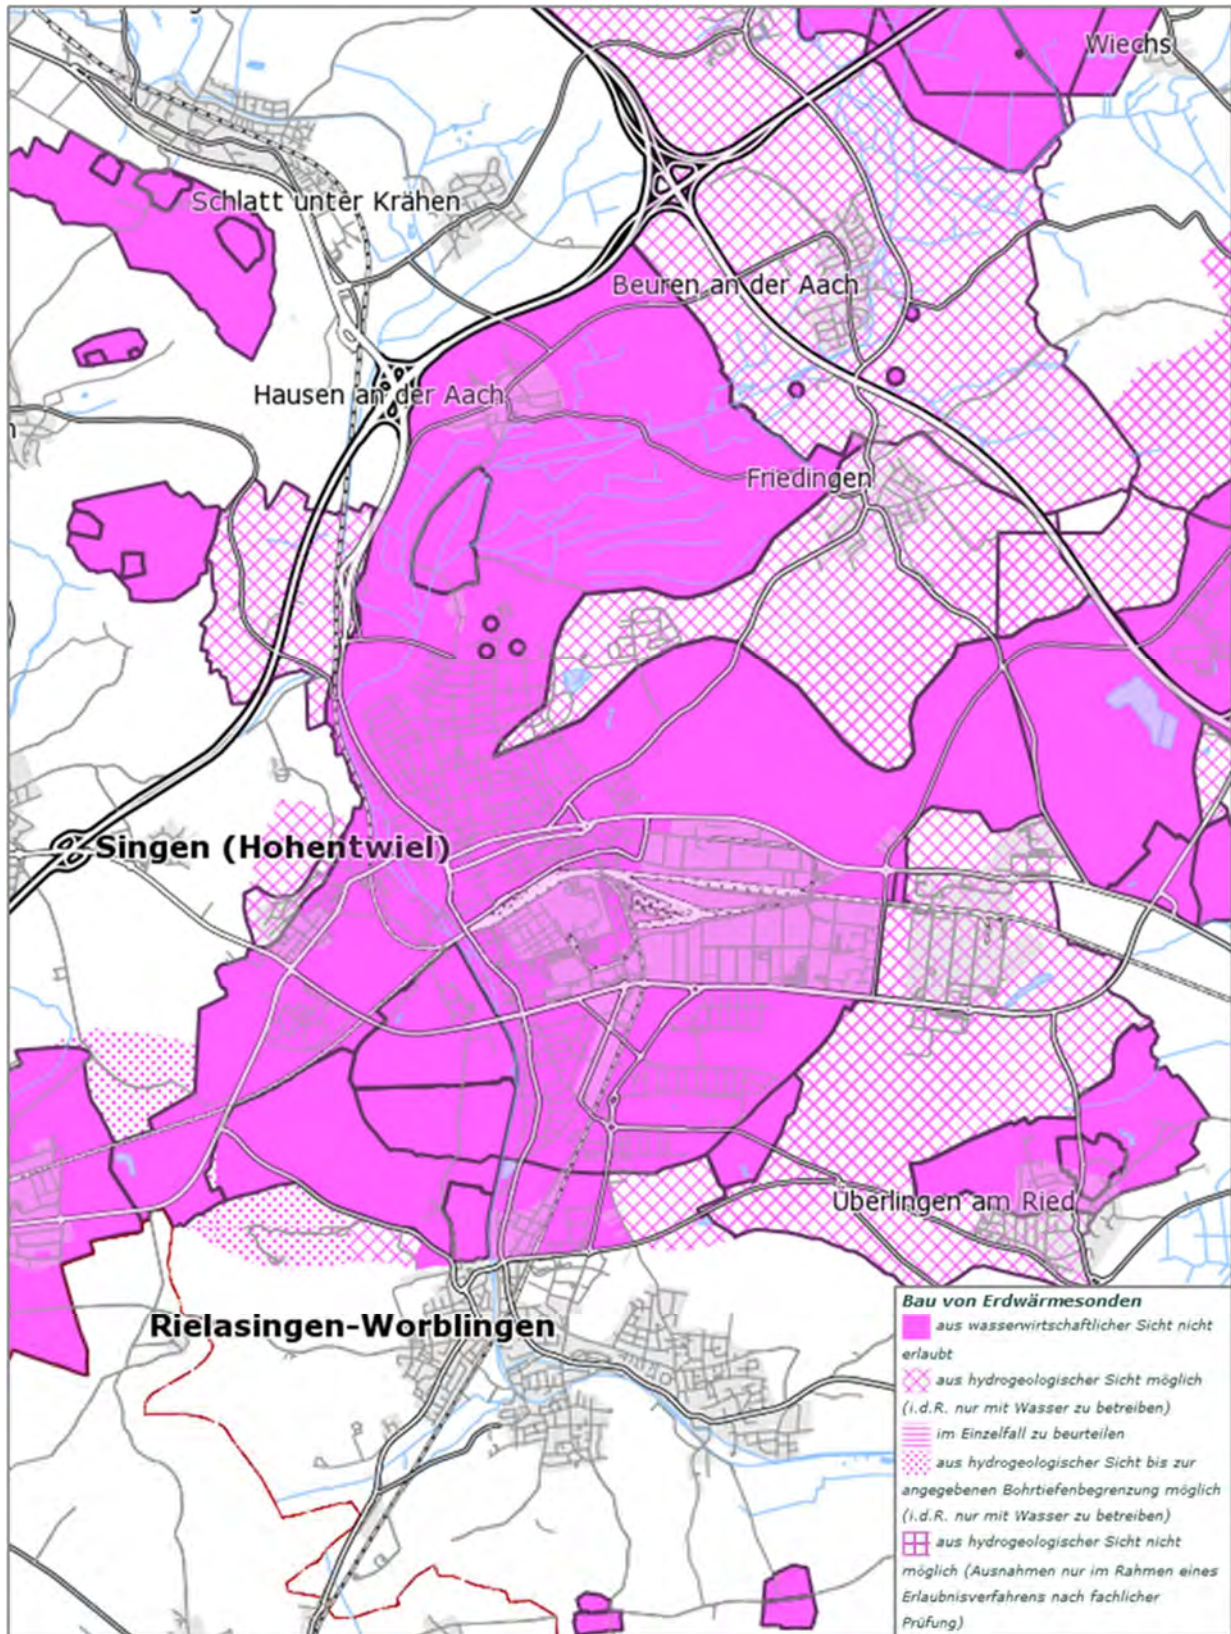 Wiechs
Schlatt unter Krähen
Beuren an der Aach
Hausen an der Aach
Friedingen
Singen (Hohentwiel)
Überlingen am Ried
Rielasingen-Worblingen
Bau von Erdwärmesonden
aus wasserwirtschaftlicher Sicht nicht
erlaubt
aus hydrogeologischer Sicht möglich
(i.d.R. nur mit Wasser zu betreiben)
im Einzelfall zu beurteilen
aus hydrogeologischer Sicht bis zur
angegebenen Bohrtiefenbegrenzung möglich
(i.d.R. nur mit Wasser zu betreiben)
aus hydrogeologischer Sicht nicht
möglich (Ausnahmen nur im Rahmen eines
Erlaubnisverfahrens nach fachlicher
Prüfung)